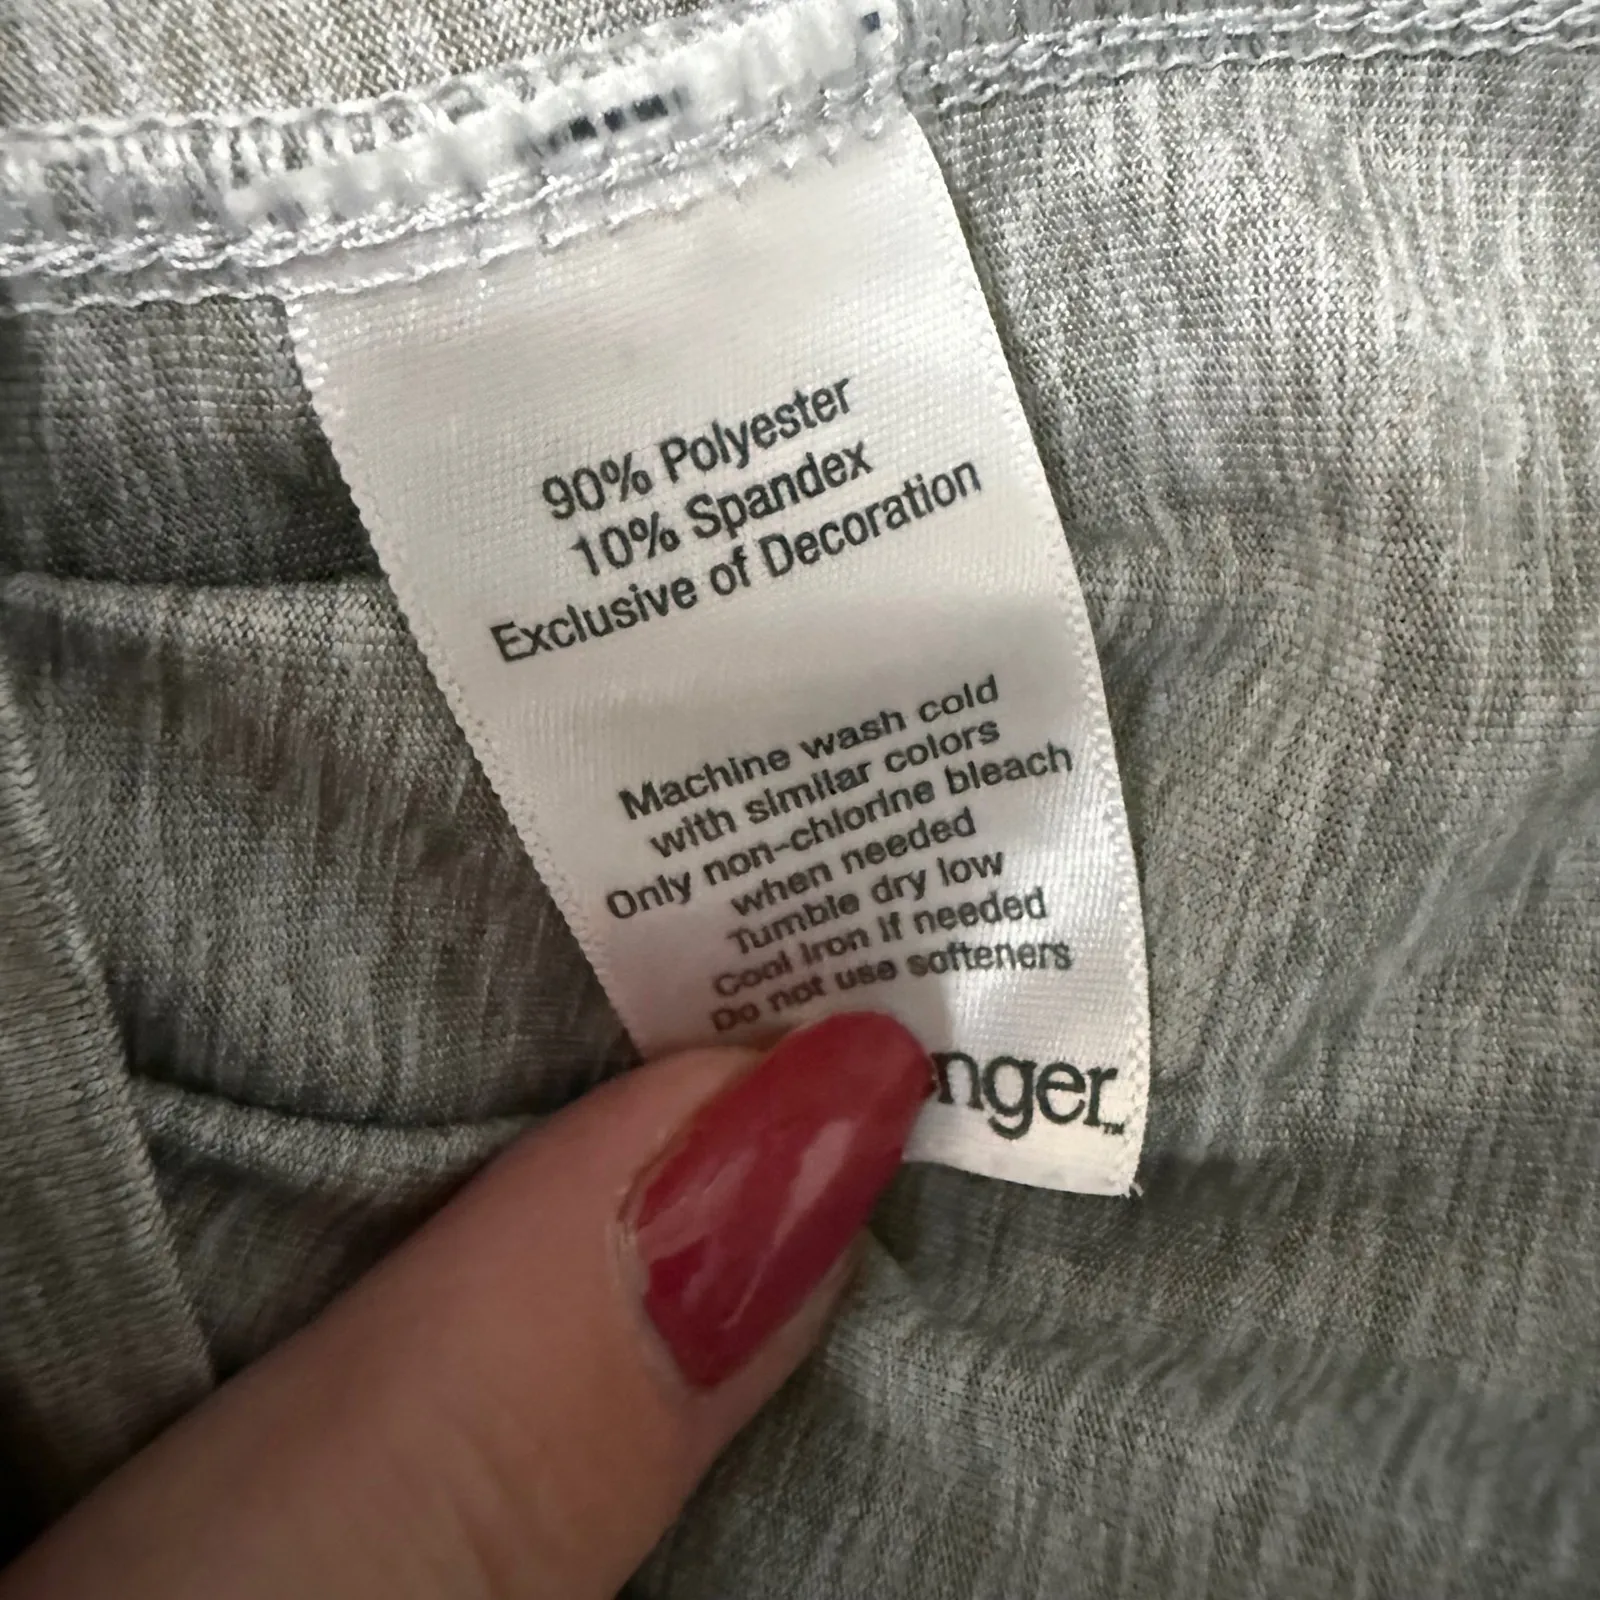 90% Polyester
10% Spandex
Exclusive of Decoration
Machine wash cold
with similar colors
Only non-chlorine bleach
when needed
Tumble dry low
Cool iron if needed
Do not use softeners
nger™